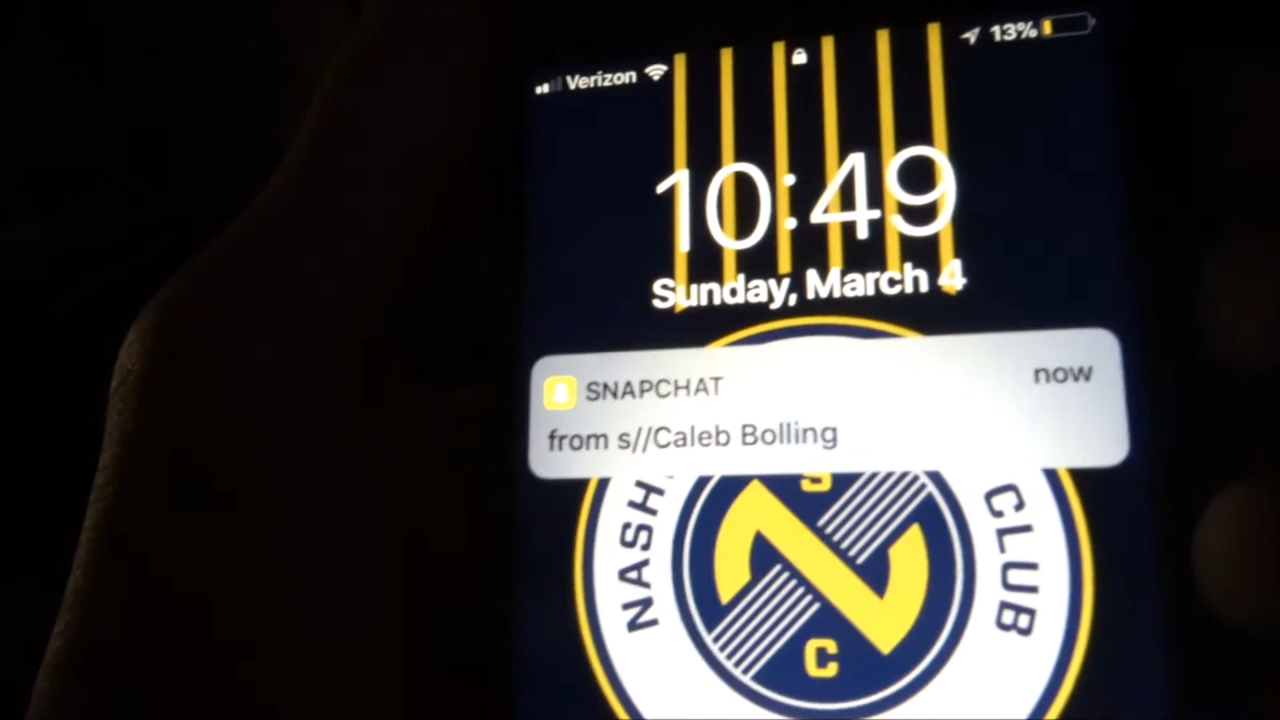 Verizon
13%
10:49
Sunday, March 4
SNAPCHAT
now
from s//Caleb Bolling
S
NASH
CLUB
N
C